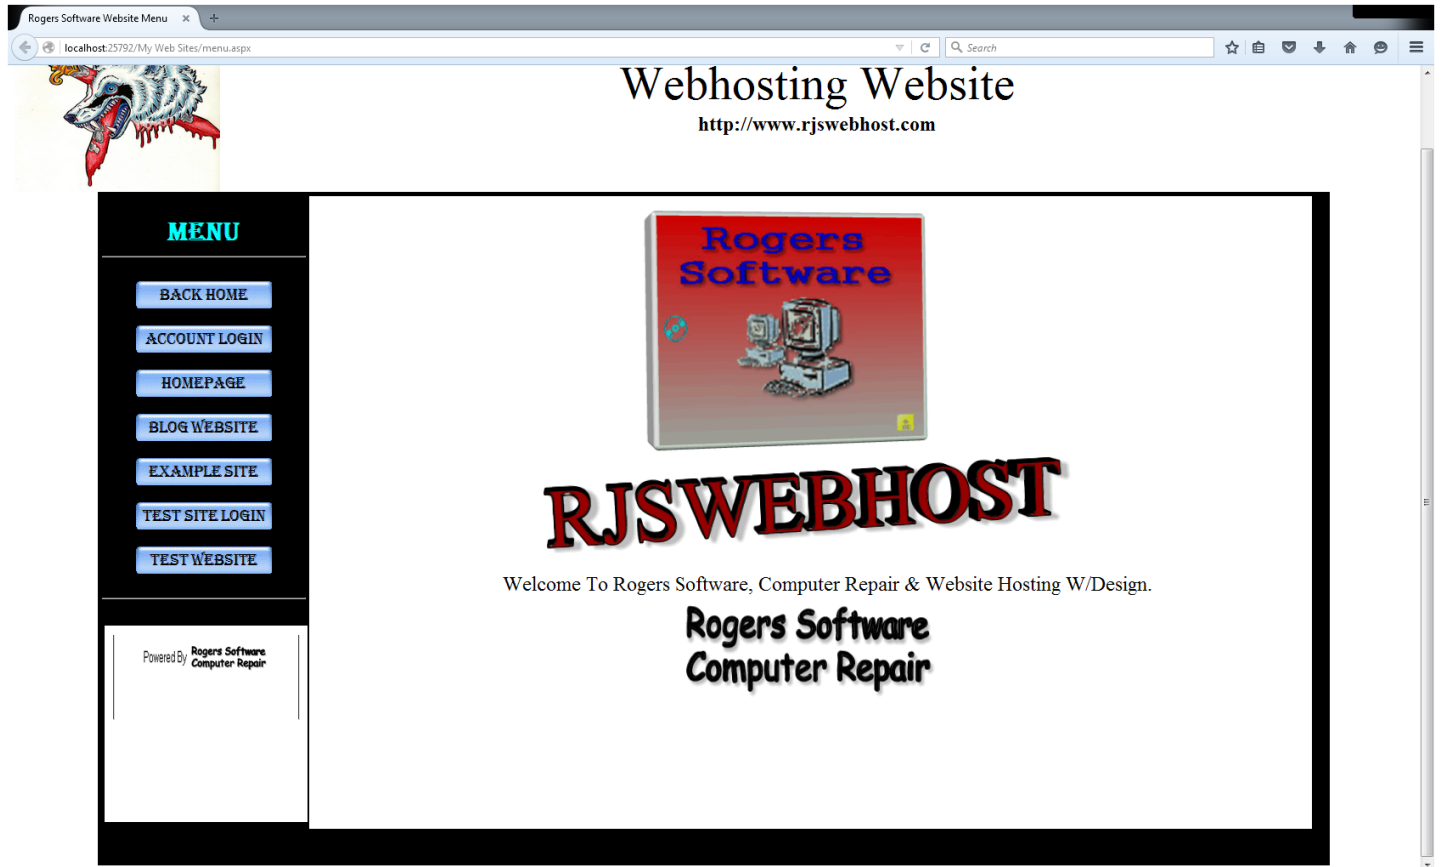 Rogers Software Website Menu
localhost:25792/My Web Sites/menu.aspx
Search
Webhosting Website
http://www.rjswebhost.com
MENU
BACK HOME
ACCOUNT LOGIN
HOMEPAGE
BLOG WEBSITE
EXAMPLE SITE
TEST SITE LOGIN
TEST WEBSITE
Powered By Rogers Software
Computer Repair
Rogers
Software
RJSWEBHOST
Welcome To Rogers Software, Computer Repair & Website Hosting W/Design.
Rogers Software
Computer Repair